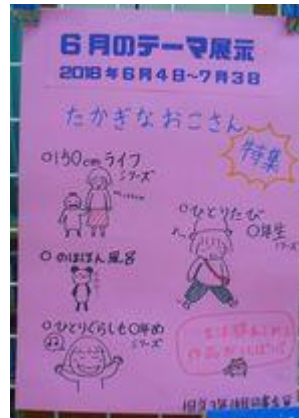 6月のテーマ展示
2018年6月4日~7月3日
たかぎなおこさん
特集
○150cmライフ
シリーズ
○ひとりたび
○年生
シリーズ
○のほほん風呂
○ひとりぐらしも○年め
シリーズ